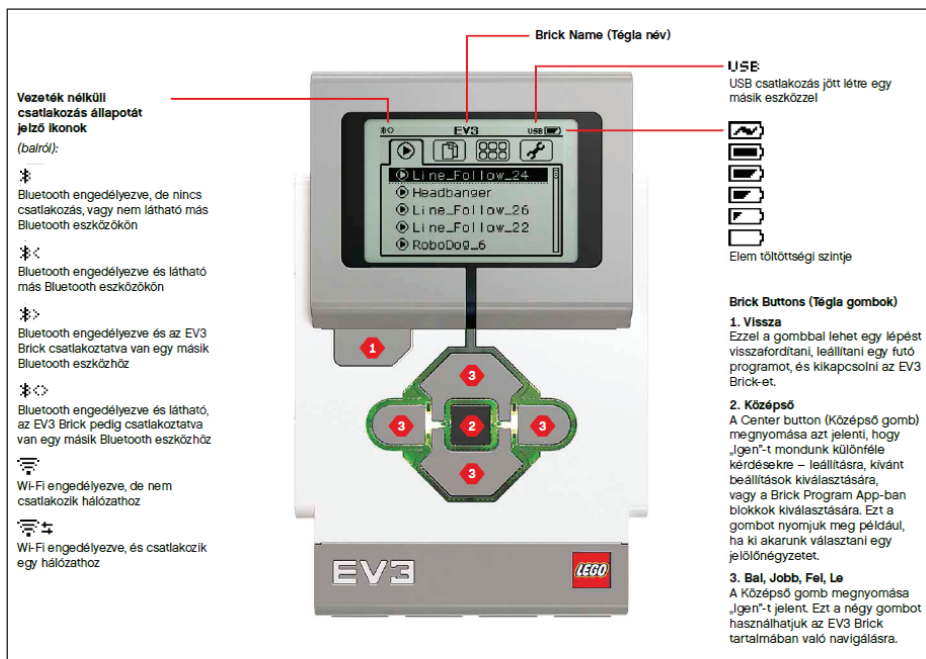 Brick Name (Tégla név)
Vezeték nélküli
csatlakozás állapotát
jelző ikonok
(balról):
Bluetooth engedélyezve, de nincs
csatlakozás, vagy nem látható más
Bluetooth eszközökön
Bluetooth engedélyezve és látható
más Bluetooth eszközökön
Bluetooth engedélyezve és az EV3
Brick csatlakoztatva van egy másik
Bluetooth eszközhöz
Bluetooth engedélyezve és látható,
az EV3 Brick pedig csatlakoztatva
van egy másik Bluetooth eszközhöz
Wi-Fi engedélyezve, de nem
csatlakozik hálózathoz
Wi-Fi engedélyezve, és csatlakozik
egy hálózathoz
EV3
USB
Line_Follow_24
Headbanger
Line_Follow_26
Line_Follow_22
RoboDog_6
1
3
3
2
3
3
EV3
LEGO
USB
USB csatlakozás jött létre egy
másik eszközzel
Elem töltöttségi szintje
Brick Buttons (Tégla gombok)
1. Vissza
Ezzel a gombbal lehet egy lépést
visszafordítani, leállítani egy futó
programot, és kikapcsolni az EV3
Brick-et.
2. Középső
A Center button (Középső gomb)
megnyomása azt jelenti, hogy
„Igen"-t mondunk különféle
kérdésekre – leállításra, kívánt
beállítások kiválasztására,
vagy a Brick Program App-ban
blokkok kiválasztására. Ezt a
gombot nyomjuk meg például,
ha ki akarunk választani egy
jelölőnégyzetet.
3. Bal, Jobb, Fel, Le
A Középső gomb megnyomása
„Igen"-t jelent. Ezt a négy gombot
használhatjuk az EV3 Brick
tartalmában való navigálásra.